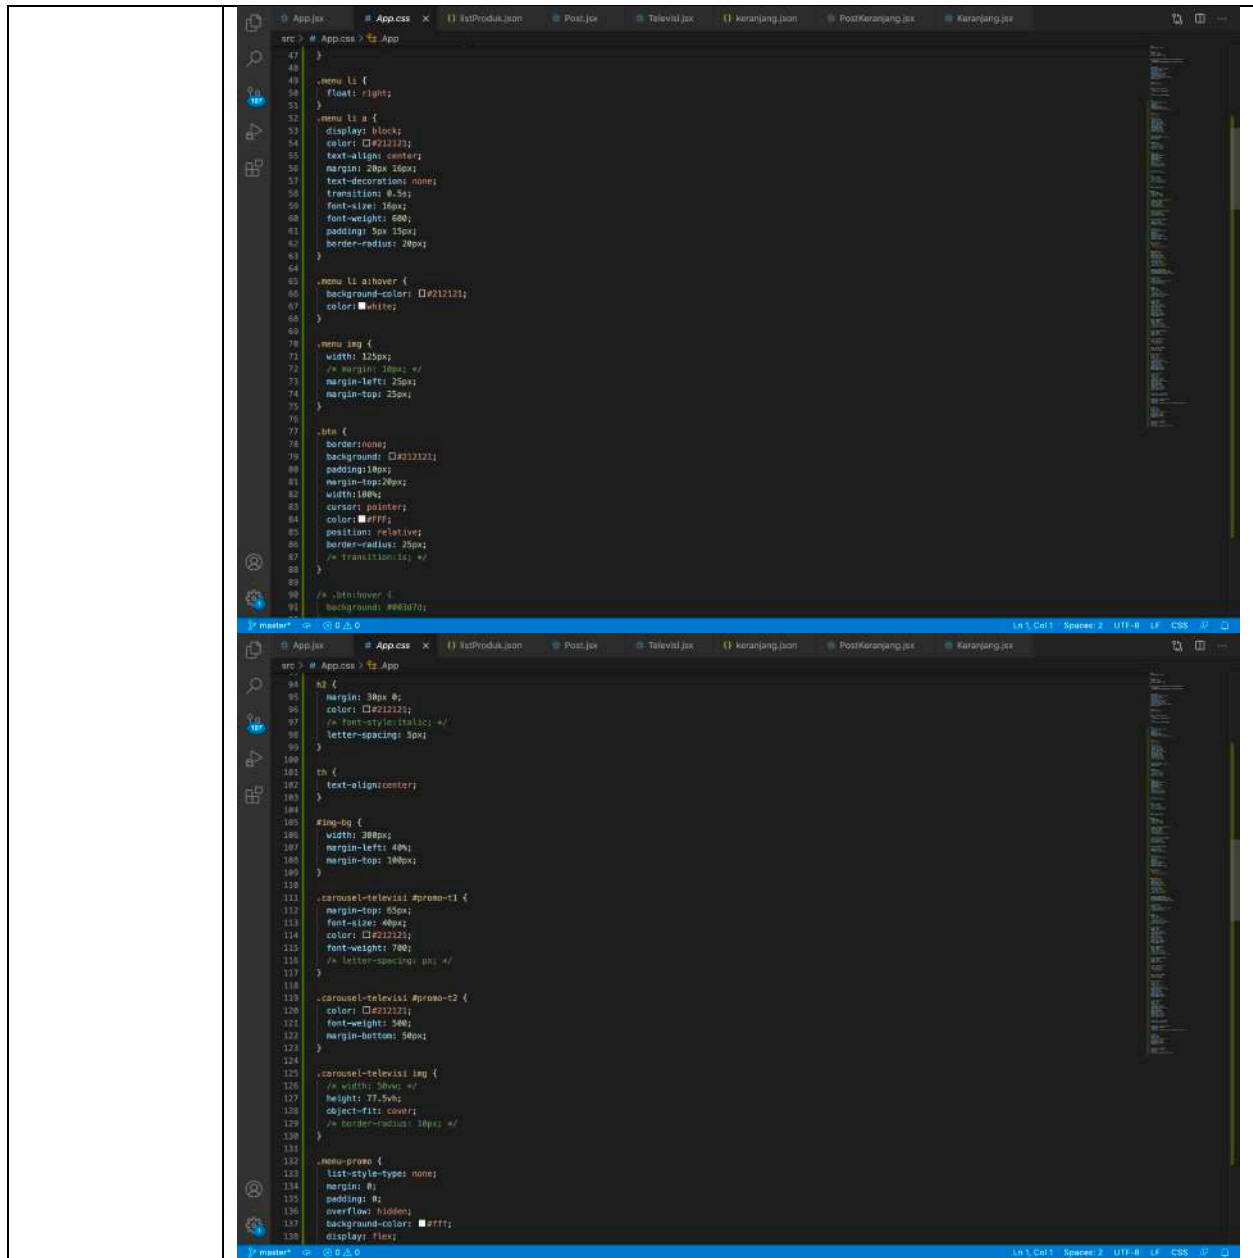 App.jsx # App.css × {} listProduk.json Post.jsx Televisi.jsx {} keranjang.json PostKeranjang.jsx Keranjang.jsx
src > # App.css > .App
47 }
48
49 .menu li {
50 float: right;
51 }
52 .menu li a {
53 display: block;
54 color: #212121;
55 text-align: center;
56 margin: 20px 16px;
57 text-decoration: none;
58 transition: 0.5s;
59 font-size: 16px;
60 font-weight: 600;
61 padding: 5px 15px;
62 border-radius: 20px;
63 }
64
65 .menu li a:hover {
66 background-color: #212121;
67 color: white;
68 }
69
70 .menu img {
71 width: 125px;
72 /* margin: 10px; */
73 margin-left: 25px;
74 margin-top: 25px;
75 }
76
77 .btn {
78 border:none;
79 background: #212121;
80 padding:10px;
81 margin-top:20px;
82 width:100%;
83 cursor: pointer;
84 color: #FFF;
85 position: relative;
86 border-radius: 25px;
87 /* transition:1s; */
88 }
89
90 /* .btn:hover {
91 background: #003d7d;
107
1
master* 0 0 Ln 1, Col 1 Spaces: 2 UTF-8 LF CSS
App.jsx # App.css × {} listProduk.json Post.jsx Televisi.jsx {} keranjang.json PostKeranjang.jsx Keranjang.jsx
src > # App.css > .App
94 h2 {
95 margin: 30px 0;
96 color: #212121;
97 /* font-style:italic; */
98 letter-spacing: 5px;
99 }
100
101 th {
102 text-align:center;
103 }
104
105 #img-bg {
106 width: 300px;
107 margin-left: 40%;
108 margin-top: 100px;
109 }
110
111 .carousel-televisi #promo-t1 {
112 margin-top: 65px;
113 font-size: 40px;
114 color: #212121;
115 font-weight: 700;
116 /* letter-spacing: px; */
117 }
118
119 .carousel-televisi #promo-t2 {
120 color: #212121;
121 font-weight: 500;
122 margin-bottom: 50px;
123 }
124
125 .carousel-televisi img {
126 /* width: 50vw; */
127 height: 77.5vh;
128 object-fit: cover;
129 /* border-radius: 10px; */
130 }
131
132 .menu-promo {
133 list-style-type: none;
134 margin: 0;
135 padding: 0;
136 overflow: hidden;
137 background-color: #fff;
138 display: flex;
107
1
master* 0 0 Ln 1, Col 1 Spaces: 2 UTF-8 LF CSS